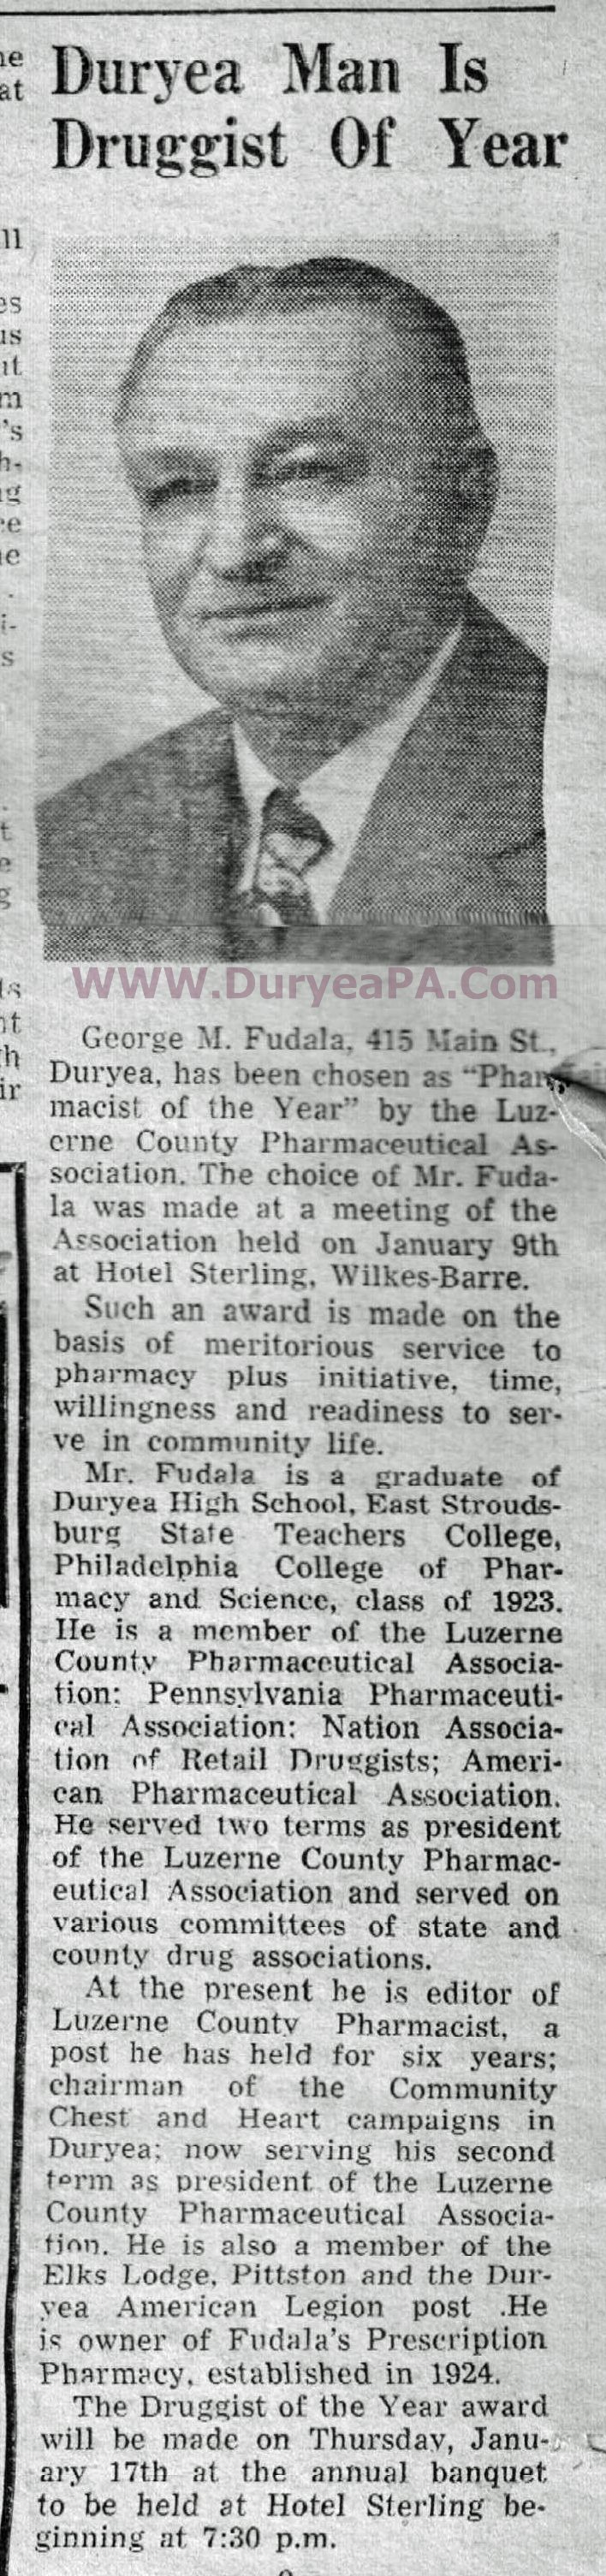 Duryea Man Is
Druggist Of Year
WWW.DuryeaPA.Com
George M. Fudala, 415 Main St.,
Duryea, has been chosen as "Phar-
macist of the Year" by the Luz-
erne County Pharmaceutical As-
sociation. The choice of Mr. Fuda-
la was made at a meeting of the
Association held on January 9th
at Hotel Sterling, Wilkes-Barre.
Such an award is made on the
basis of meritorious service to
pharmacy plus initiative, time,
willingness and readiness to ser-
ve in community life.
Mr. Fudala is a graduate of
Duryea High School, East Strouds-
burg State Teachers College,
Philadelphia College of Phar-
macy and Science, class of 1923.
He is a member of the Luzerne
County Pharmaceutical Associa-
tion; Pennsylvania Pharmaceuti-
cal Association; Nation Associa-
tion of Retail Druggists; Ameri-
can Pharmaceutical Association.
He served two terms as president
of the Luzerne County Pharmac-
eutical Association and served on
various committees of state and
county drug associations.
At the present he is editor of
Luzerne County Pharmacist, a
post he has held for six years;
chairman of the Community
Chest and Heart campaigns in
Duryea; now serving his second
term as president of the Luzerne
County Pharmaceutical Associa-
tion. He is also a member of the
Elks Lodge, Pittston and the Dur-
yea American Legion post .He
is owner of Fudala's Prescription
Pharmacy, established in 1924.
The Druggist of the Year award
will be made on Thursday, Janu-
ary 17th at the annual banquet
to be held at Hotel Sterling be-
ginning at 7:30 p.m.